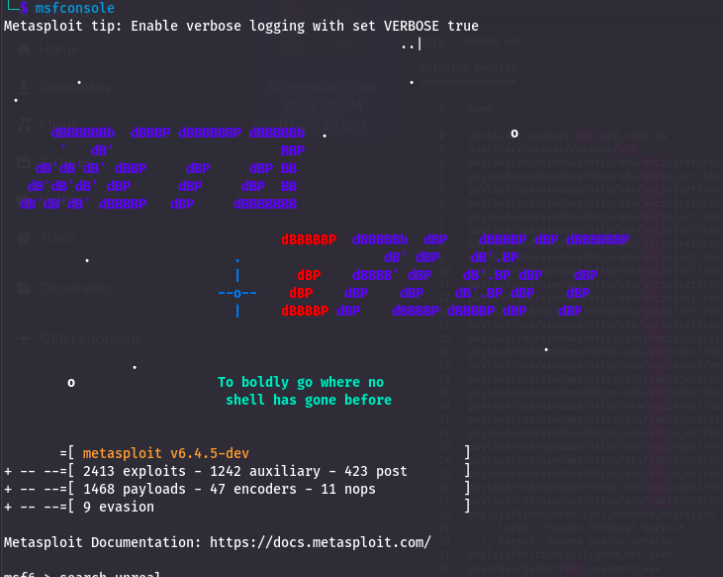 └─$ msfconsole
Metasploit tip: Enable verbose logging with set VERBOSE true
dBBBBBBb dBBBP dBBBBBBP dBBBBBb
' dB' BBP
dB'dB'dB' dBBP dBP dBP BB
dB'dB'dB' dBP dBP dBP BB
dB'dB'dB' dBBBBP dBP dBBBBBBB
dBBBBBP dBBBBBb dBP dBBBBP dBP dBBBBBBP
dB' dBP dB'.BP
dBP dBBBB' dBP dB'.BP dBP dBP
--o-- dBP dBP dBP dB'.BP dBP dBP
dBBBBP dBP dBBBBP dBBBBP dBP dBP
To boldly go where no
shell has gone before
=[ metasploit v6.4.5-dev ]
+ -- --=[ 2413 exploits - 1242 auxiliary - 423 post ]
+ -- --=[ 1468 payloads - 47 encoders - 11 nops ]
+ -- --=[ 9 evasion ]
Metasploit Documentation: https://docs.metasploit.com/
msf6 > search unreal